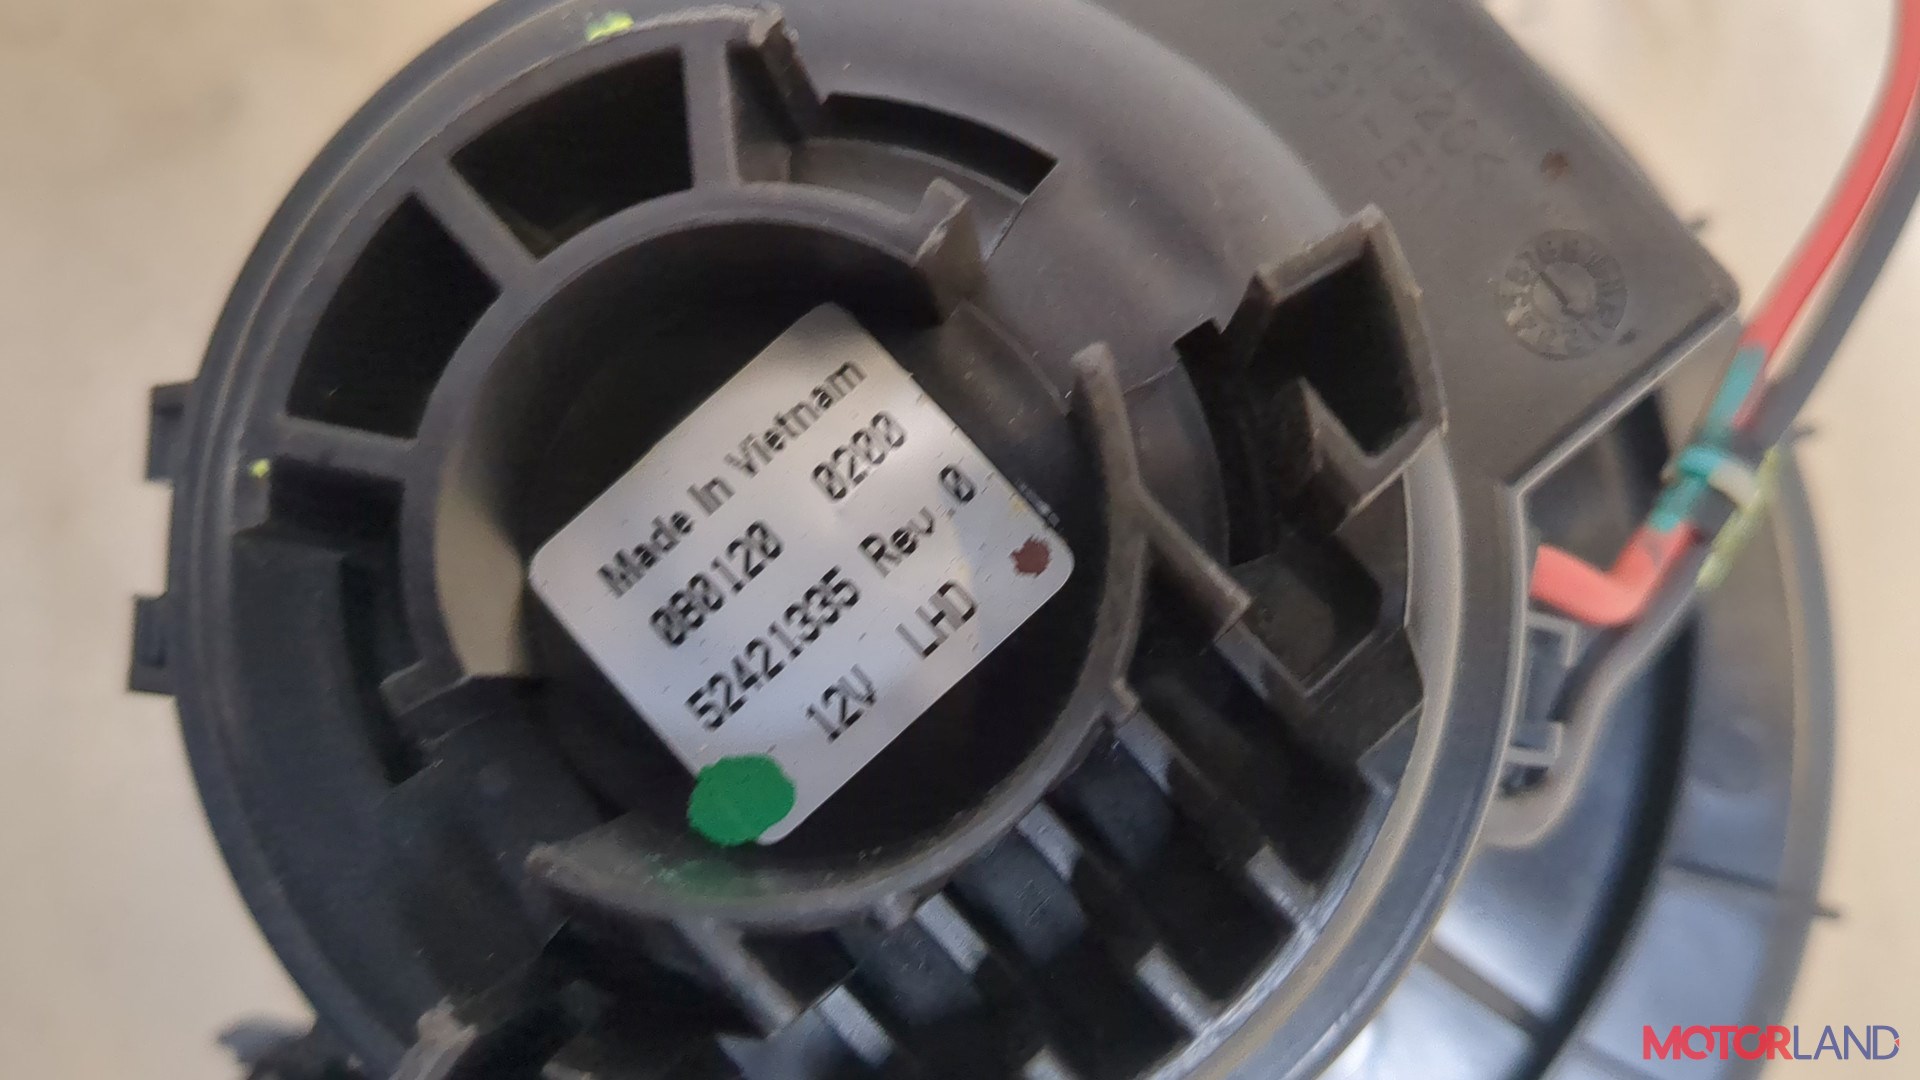 Made In Vietnam
080120 0200
52421335 Rev.0
12V LHD
MOTORLAND